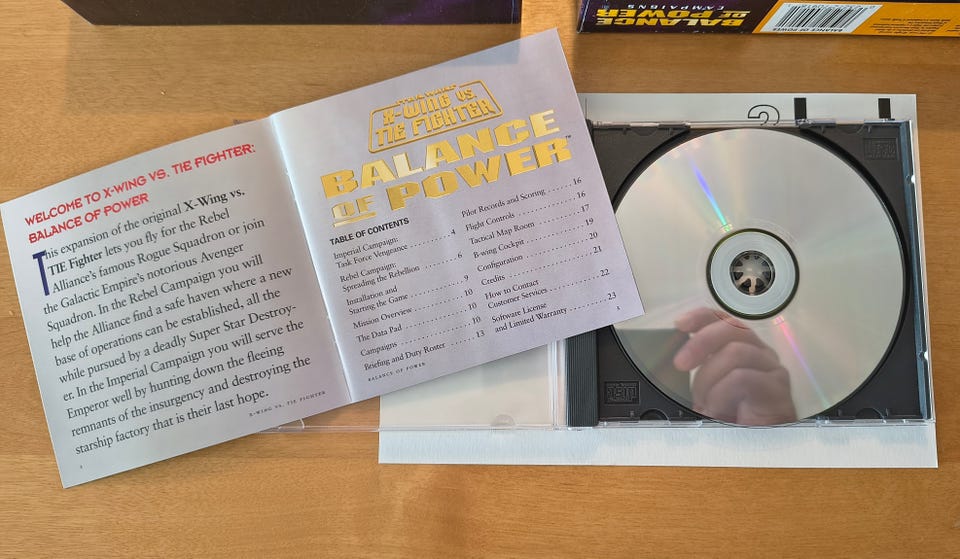 BALANCE
OF POWER
CAMPAIGNS
BALANCE OF POWER
WELCOME TO X-WING VS. TIE FIGHTER:
BALANCE OF POWER
This expansion of the original X-Wing vs.
TIE Fighter lets you fly for the Rebel
Alliance's famous Rogue Squadron or join
the Galactic Empire's notorious Avenger
Squadron. In the Rebel Campaign you will
help the Alliance find a safe haven where a new
base of operations can be established, all the
while pursued by a deadly Super Star Destroy-
er. In the Imperial Campaign you will serve the
Emperor well by hunting down the fleeing
remnants of the insurgency and destroying the
starship factory that is their last hope.
X-WING VS. TIE FIGHTER
STAR WARS
X-WING VS.
TIE FIGHTER
BALANCE
OF POWER™
TABLE OF CONTENTS
Imperial Campaign:
Task Force Vengeance . . . . . 4
Rebel Campaign:
Spreading the Rebellion . . . . . 6
Installation and
Starting the Game . . . . . 9
Mission Overview . . . . . 10
The Data Pad . . . . . 10
Campaigns . . . . . 10
Briefing and Duty Roster . . . . . 13
Pilot Records and Scoring . . . . . 16
Flight Controls . . . . . 16
Tactical Map Room . . . . . 17
B-wing Cockpit . . . . . 19
Configuration . . . . . 20
Credits . . . . . 21
How to Contact
Customer Services . . . . . 22
Software License
and Limited Warranty . . . . . 23
BALANCE OF POWER
3
2